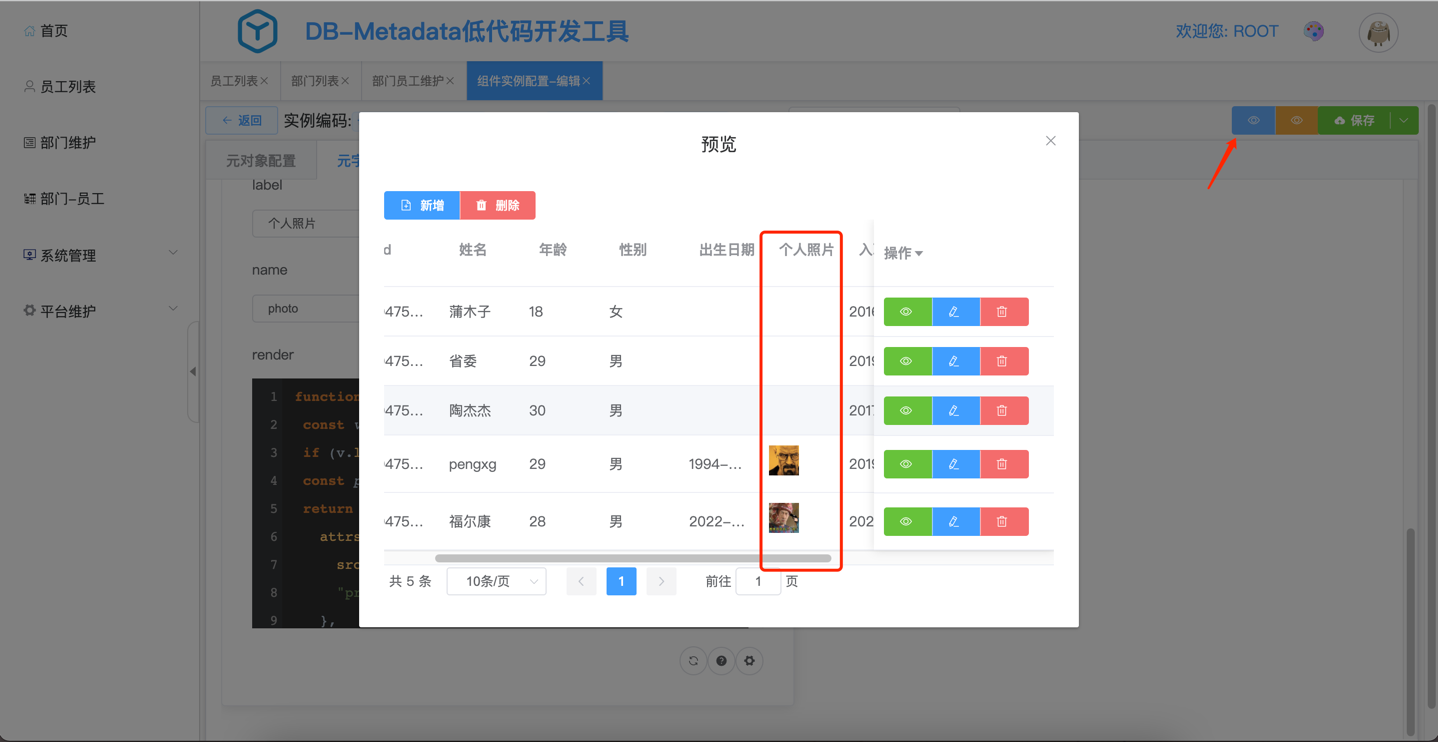 首页
DB-Metadata低代码开发工具
欢迎您: ROOT
员工列表
部门维护
部门-员工
系统管理
平台维护
员工列表×
部门列表×
部门员工维护×
组件实例配置-编辑×
← 返回
实例编码:
保存
元对象配置
元字
label
个人照片
name
photo
render
1 function
2 const v
3 if (v.l
4 const p
5 return
6 attrs
7 src
8 "pr
9 },
预览
新增
删除
d 姓名 年龄 性别 出生日期 个人照片 入 操作
475... 蒲木子 18 女 2016
475... 省委 29 男 2019
475... 陶杰杰 30 男 2017
475... pengxg 29 男 1994-... 2019
475... 福尔康 28 男 2022-... 202
共 5 条 10条/页 1 前往 1 页